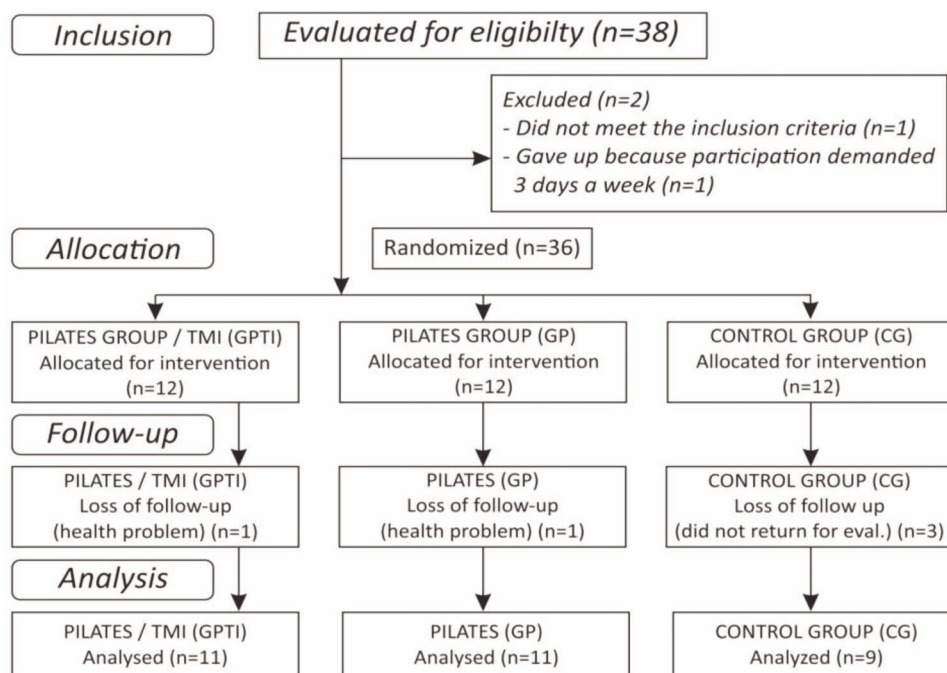 Inclusion
Evaluated for eligibilty (n=38)
Excluded (n=2)
- Did not meet the inclusion criteria (n=1)
- Gave up because participation demanded
3 days a week (n=1)
Allocation
Randomized (n=36)
PILATES GROUP / TMI (GPTI)
Allocated for intervention
(n=12)
PILATES GROUP (GP)
Allocated for intervention
(n=12)
CONTROL GROUP (CG)
Allocated for intervention
(n=12)
Follow-up
PILATES / TMI (GPTI)
Loss of follow-up
(health problem) (n=1)
PILATES (GP)
Loss of follow-up
(health problem) (n=1)
CONTROL GROUP (CG)
Loss of follow up
(did not return for eval.) (n=3)
Analysis
PILATES / TMI (GPTI)
Analysed (n=11)
PILATES (GP)
Analysed (n=11)
CONTROL GROUP (CG)
Analyzed (n=9)